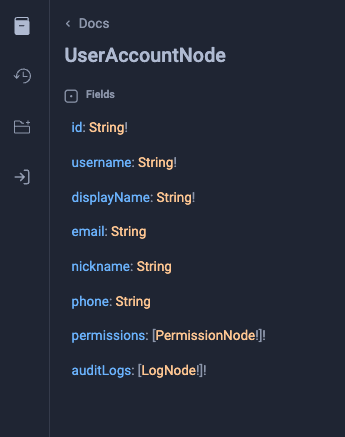 ‹ Docs
UserAccountNode
Fields
id: String!
username: String!
displayName: String!
email: String
nickname: String
phone: String
permissions: [PermissionNode!]!
auditLogs: [LogNode!]!